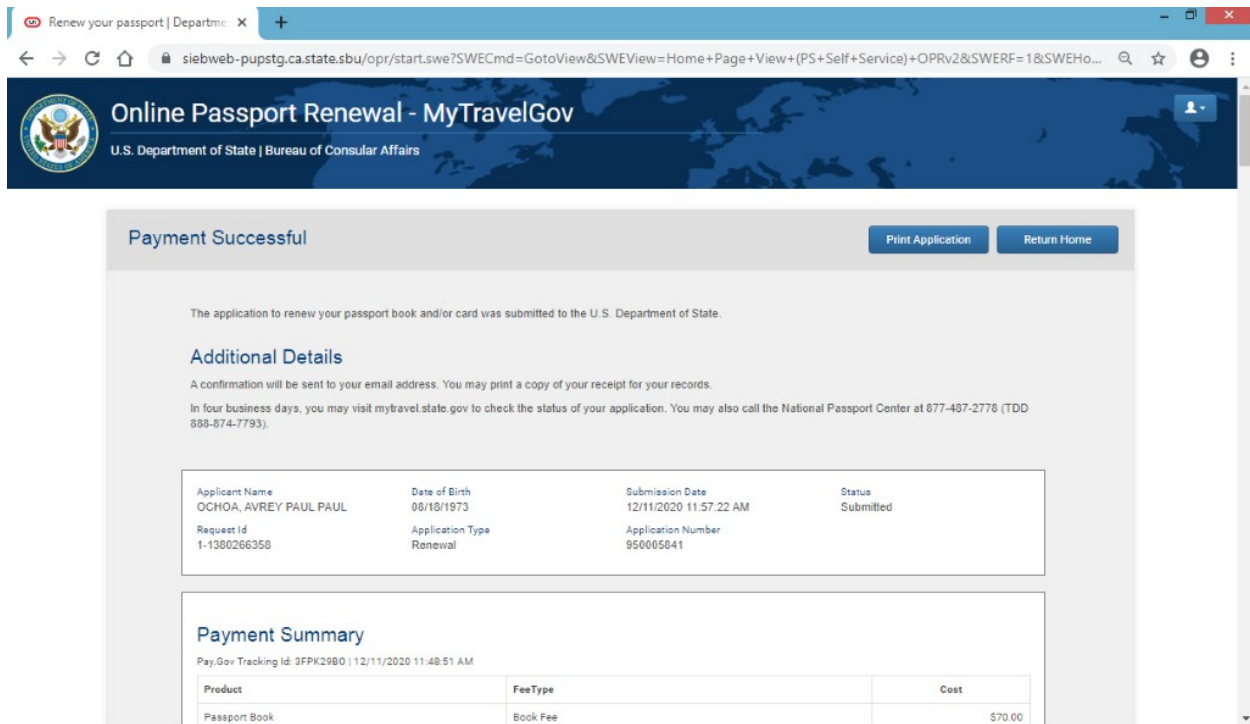 Renew your passport | Departme
siebweb-pupstg.ca.state.sbu/opr/start.swe?SWECmd=GotoView&SWEView=Home+Page+View+(PS+Self+Service)+OPRv2&SWERF=1&SWEHo...
Online Passport Renewal - MyTravelGov
U.S. Department of State | Bureau of Consular Affairs
Payment Successful
Print Application
Return Home
The application to renew your passport book and/or card was submitted to the U.S. Department of State.
Additional Details
A confirmation will be sent to your email address. You may print a copy of your receipt for your records.
In four business days, you may visit mytravel.state.gov to check the status of your application. You may also call the National Passport Center at 877-487-2778 (TDD
888-874-7793).
Applicant Name Date of Birth Submission Date Status
OCHOA, AVREY PAUL PAUL 08/18/1973 12/11/2020 11:57:22 AM Submitted
Request Id Application Type Application Number
1-1380266358 Renewal 950005841
Payment Summary
Pay.Gov Tracking Id: 3FPK29BO | 12/11/2020 11:48:51 AM
Product FeeType Cost
Passport Book Book Fee $70.00